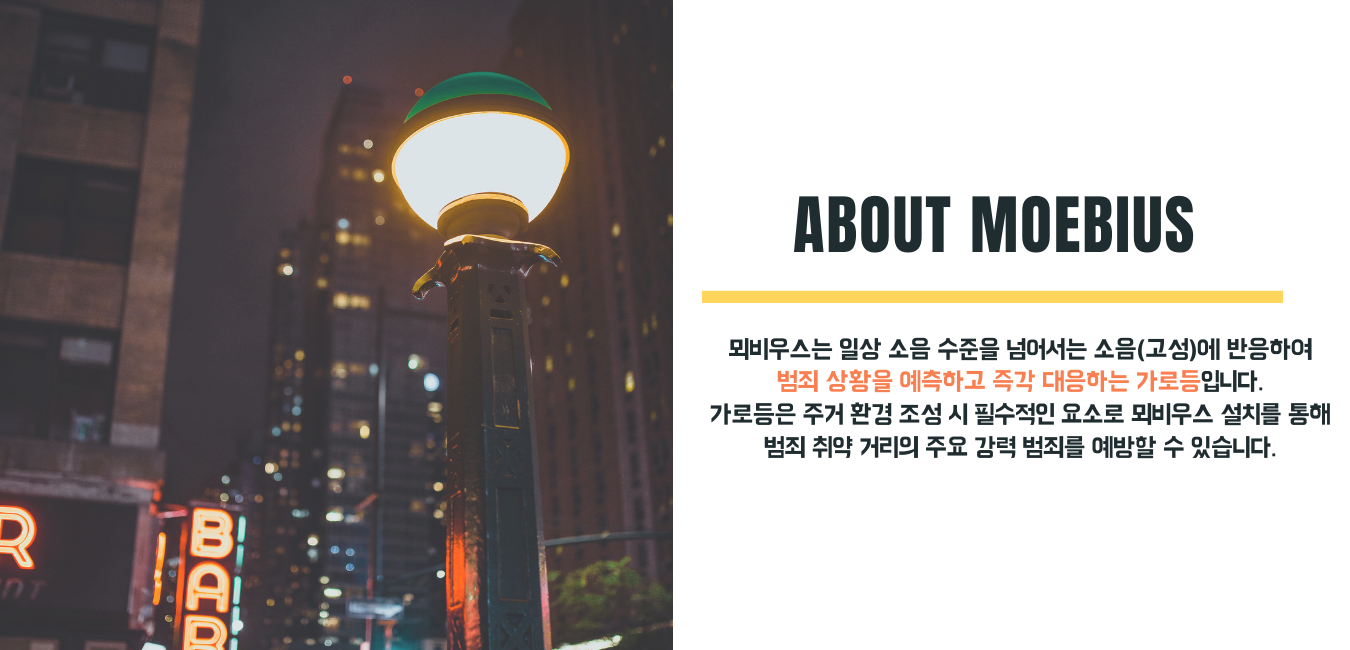 R
BAR
ABOUT MOEBIUS
뫼비우스는 일상 소음 수준을 넘어서는 소음(고성)에 반응하여
범죄 상황을 예측하고 즉각 대응하는 가로등입니다.
가로등은 주거 환경 조성 시 필수적인 요소로 뫼비우스 설치를 통해
범죄 취약 거리의 주요 강력 범죄를 예방할 수 있습니다.